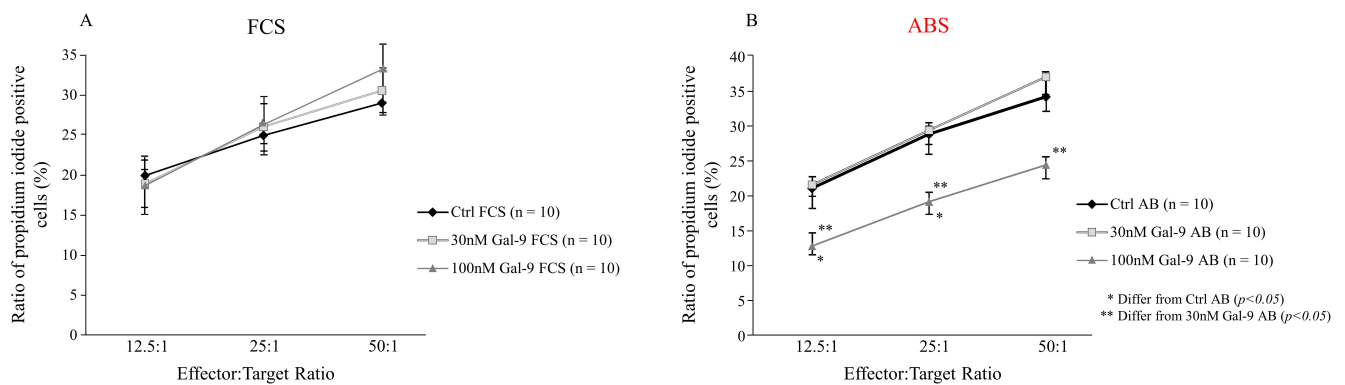 A
FCS
Ratio of propidium iodide positive
cells (%)
35
30
25
20
15
10
5
0
12.5:1
25:1
50:1
Effector:Target Ratio
Ctrl FCS (n = 10)
30nM Gal-9 FCS (n = 10)
100nM Gal-9 FCS (n = 10)
B
ABS
Ratio of propidium iodide positive
cells (%)
40
35
30
25
20
15
10
5
0
**
*
**
*
**
12.5:1
25:1
50:1
Effector:Target Ratio
Ctrl AB (n = 10)
30nM Gal-9 AB (n = 10)
100nM Gal-9 AB (n = 10)
* Differ from Ctrl AB (p<0.05)
** Differ from 30nM Gal-9 AB (p<0.05)